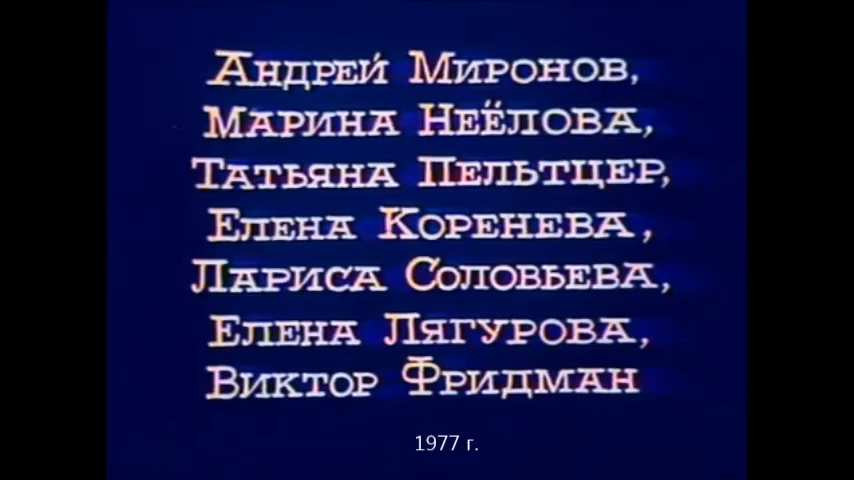 Андрей Миронов,
Марина Неёлова,
Татьяна Пельтцер,
Елена Коренева,
Лариса Соловьева,
Елена Лягурова,
Виктор Фридман
1977 г.